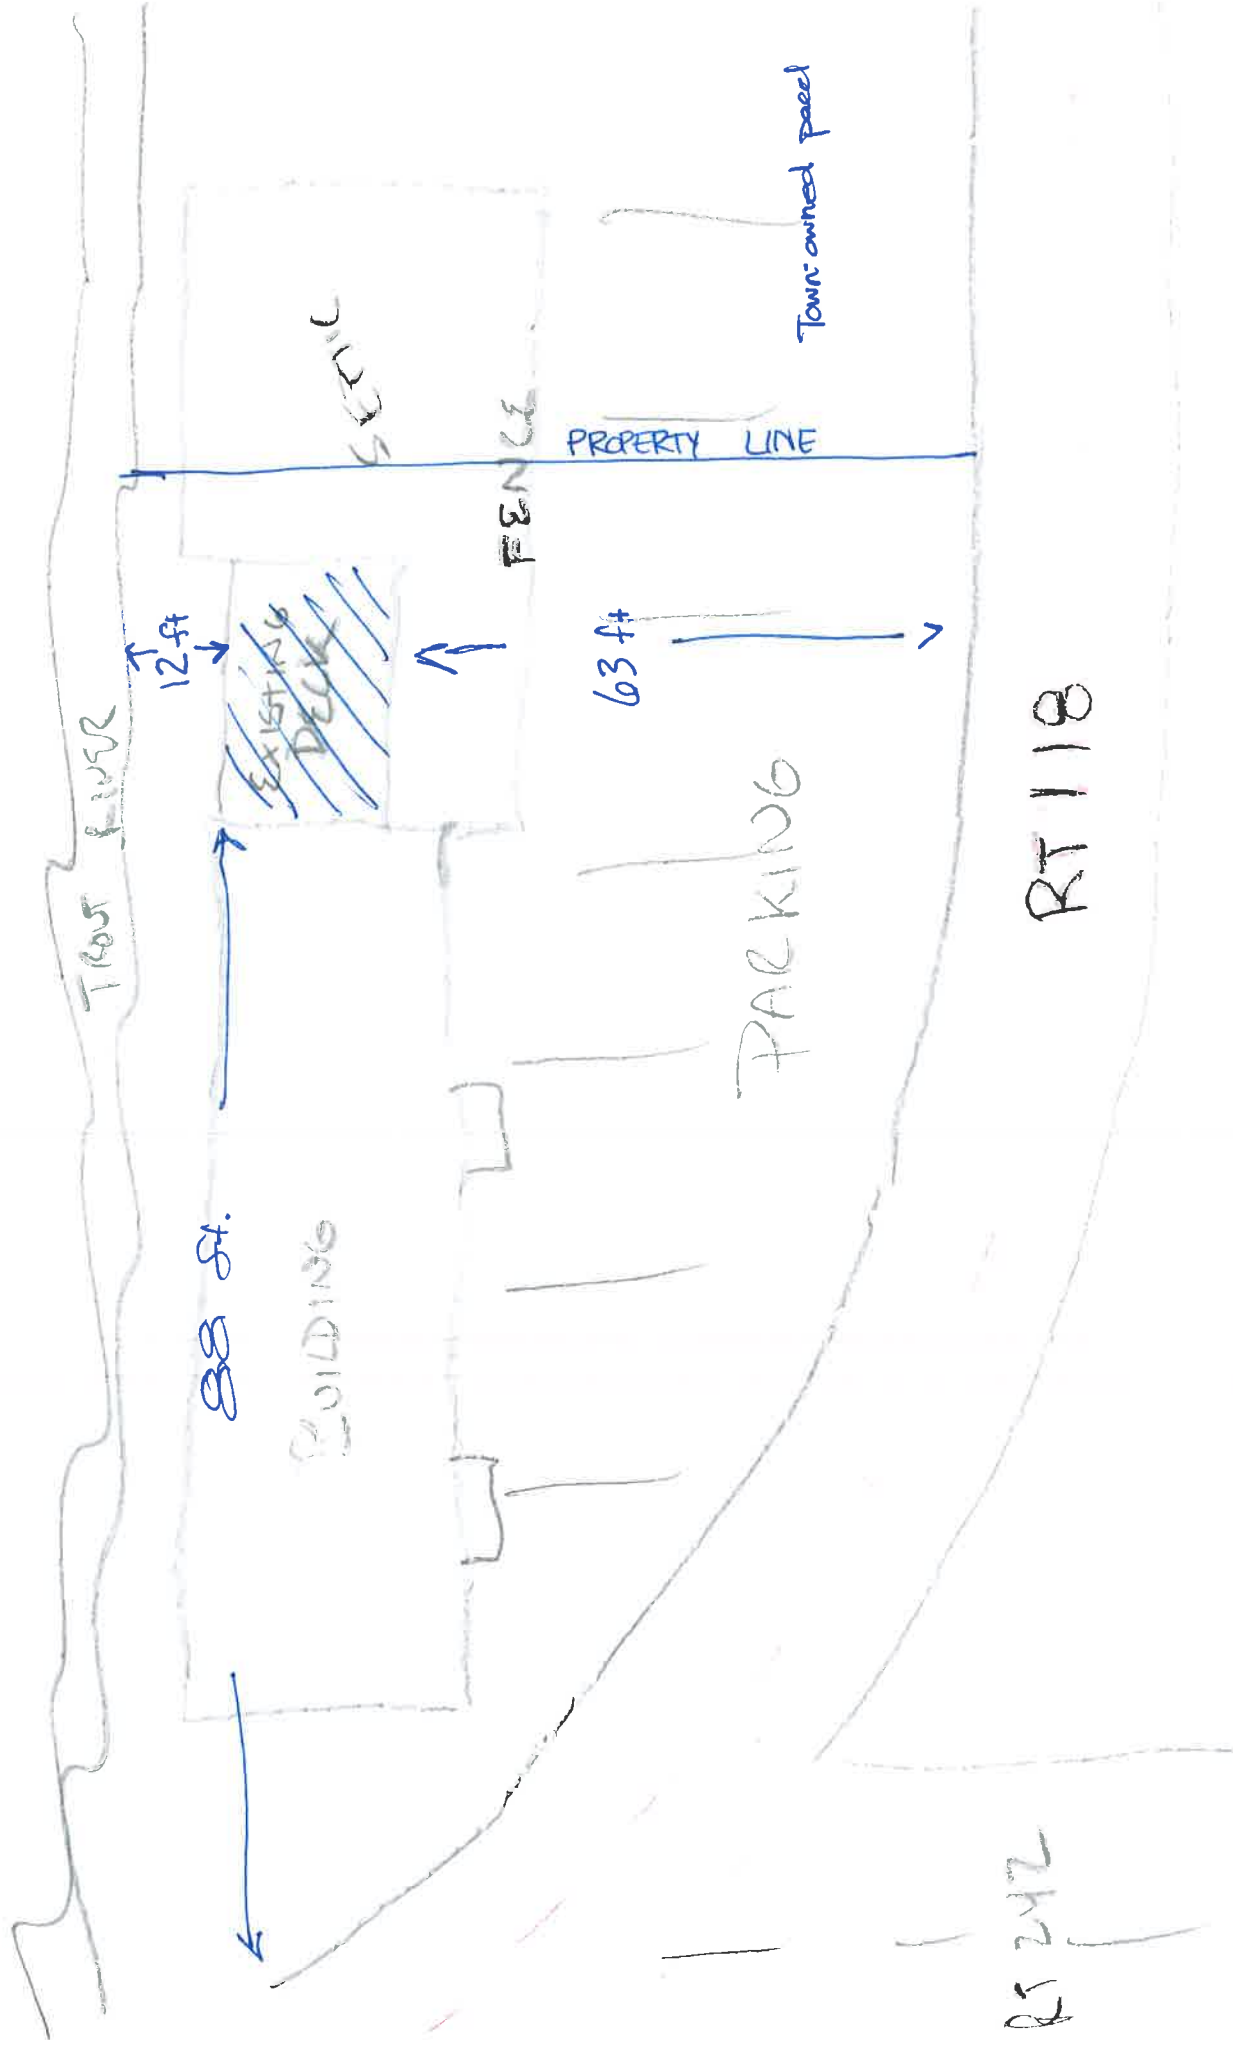 TROUT RIVER
12 ft
EXISTING
DECK
SEPTIC
FENCE
PROPERTY LINE
Town-owned parcel
63 ft
88 ft.
BUILDING
PARKING
RT 118
RT 242